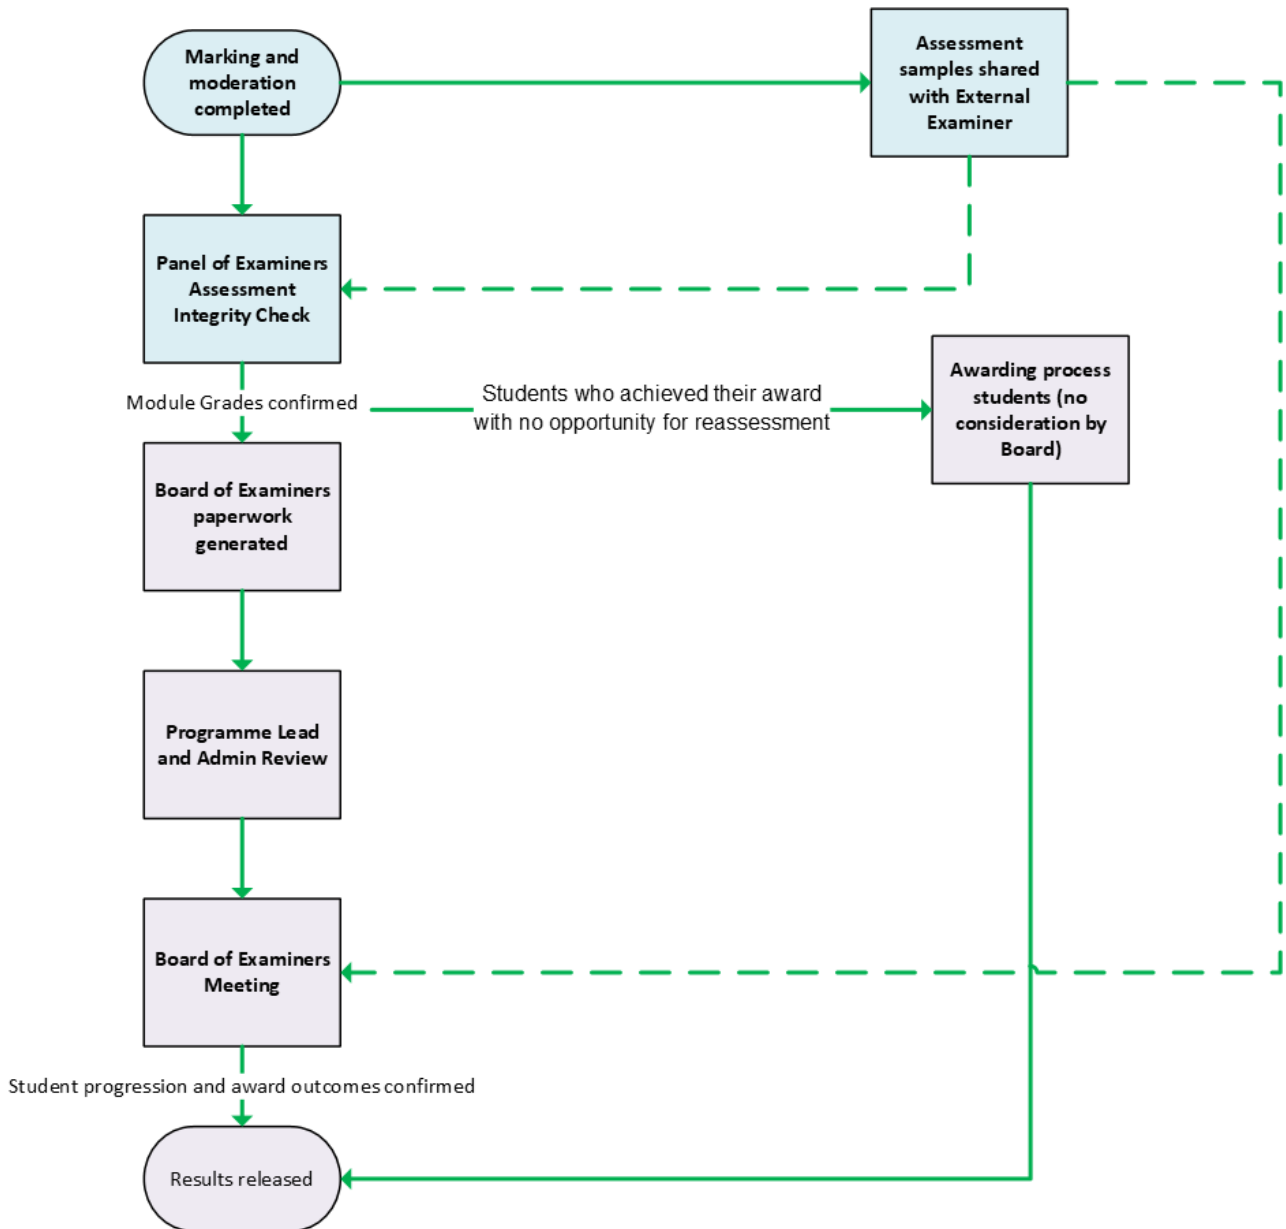 Marking and
moderation
completed
Assessment
samples shared
with External
Examiner
Panel of Examiners
Assessment
Integrity Check
Module Grades confirmed
Students who achieved their award
with no opportunity for reassessment
Awarding process
students (no
consideration by
Board)
Board of Examiners
paperwork
generated
Programme Lead
and Admin Review
Board of Examiners
Meeting
Student progression and award outcomes confirmed
Results released